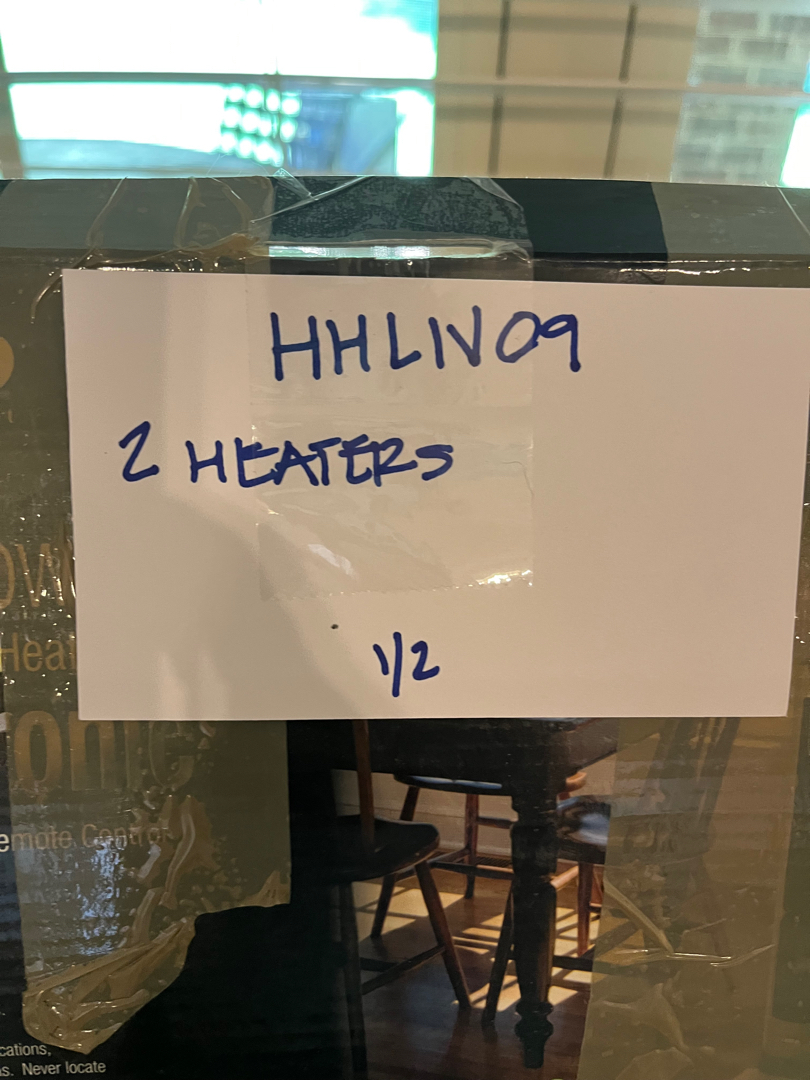 HHLIV09
2 HEATERS
1/2
emote Control
cations,
s. Never locate